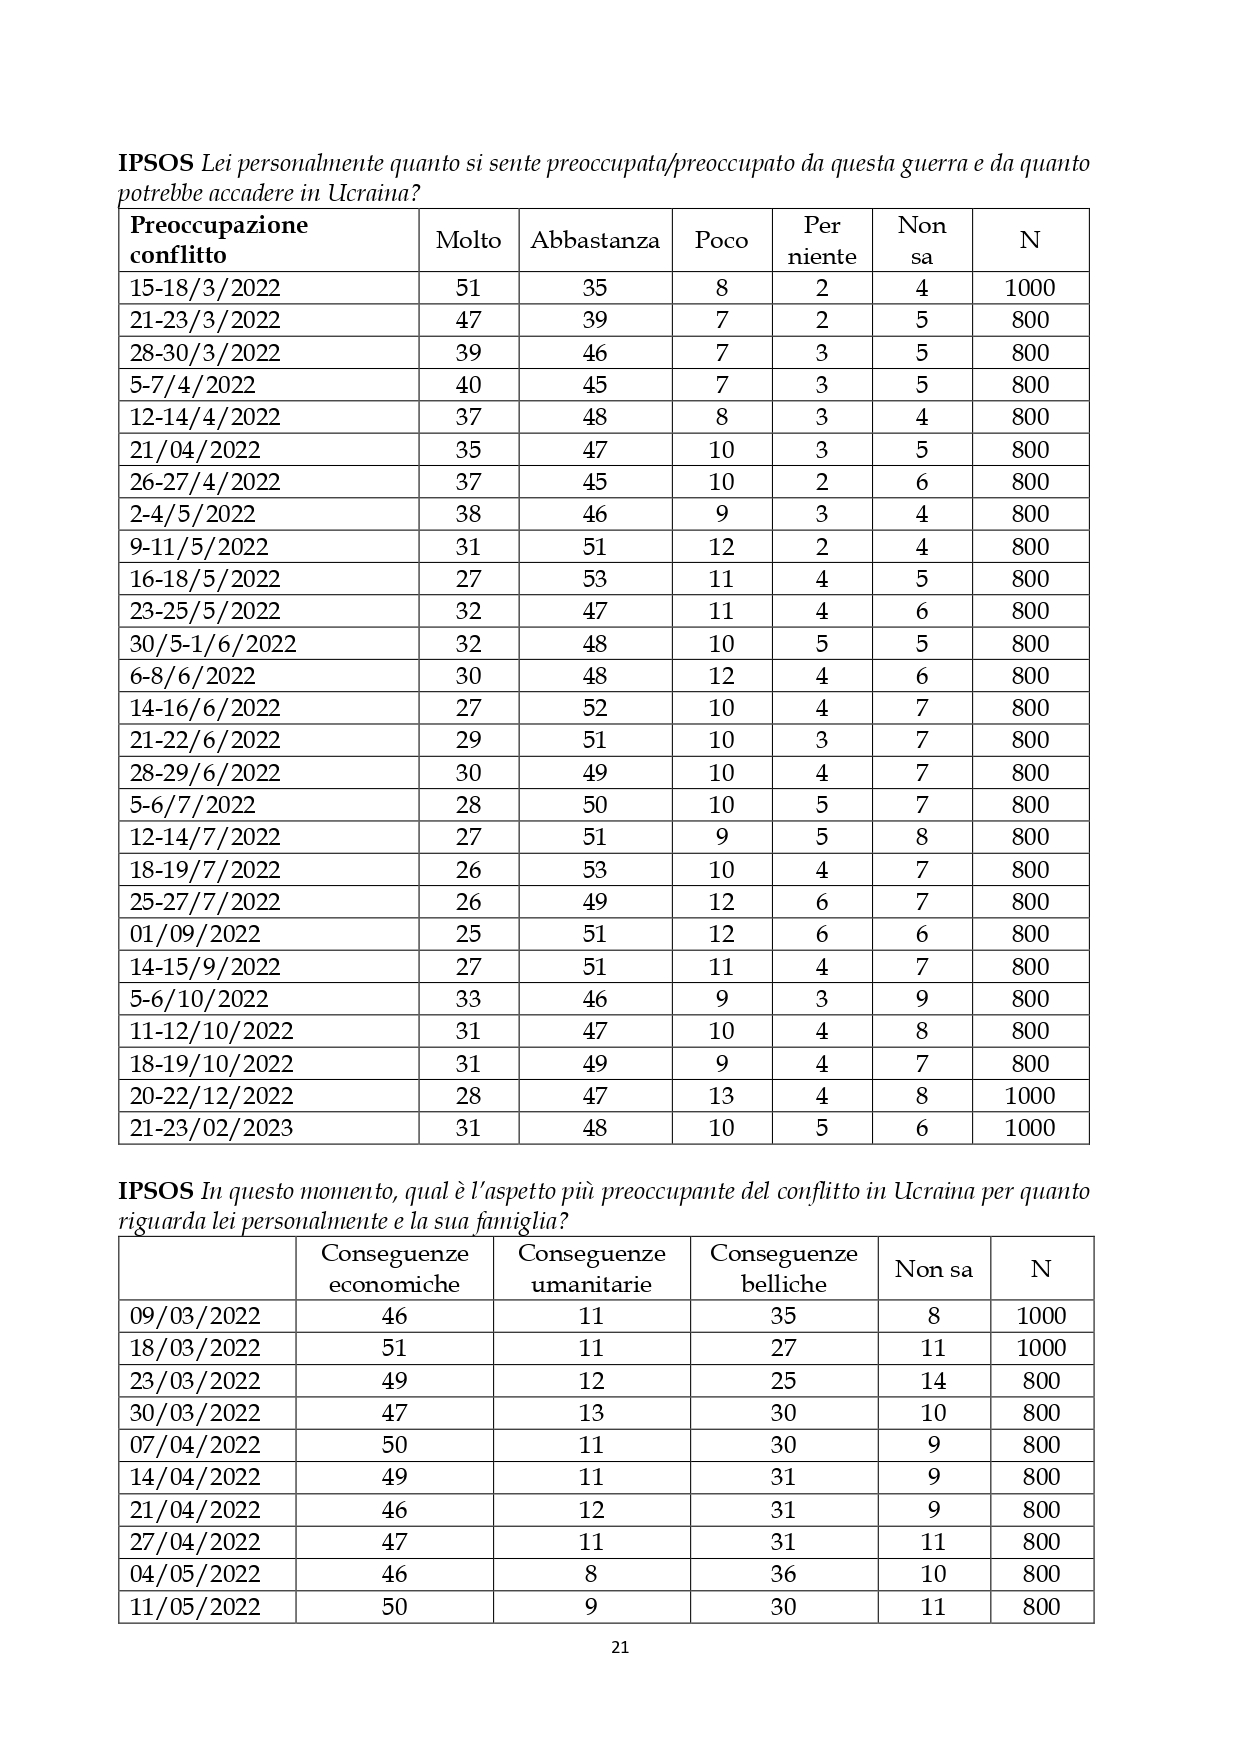 IPSOS Lei personalmente quanto si sente preoccupata/preoccupato da questa guerra e da quanto
potrebbe accadere in Ucraina?
Preoccupazione conflitto Molto Abbastanza Poco Per niente Non sa N
15-18/3/2022 51 35 8 2 4 1000
21-23/3/2022 47 39 7 2 5 800
28-30/3/2022 39 46 7 3 5 800
5-7/4/2022 40 45 7 3 5 800
12-14/4/2022 37 48 8 3 4 800
21/04/2022 35 47 10 3 5 800
26-27/4/2022 37 45 10 2 6 800
2-4/5/2022 38 46 9 3 4 800
9-11/5/2022 31 51 12 2 4 800
16-18/5/2022 27 53 11 4 5 800
23-25/5/2022 32 47 11 4 6 800
30/5-1/6/2022 32 48 10 5 5 800
6-8/6/2022 30 48 12 4 6 800
14-16/6/2022 27 52 10 4 7 800
21-22/6/2022 29 51 10 3 7 800
28-29/6/2022 30 49 10 4 7 800
5-6/7/2022 28 50 10 5 7 800
12-14/7/2022 27 51 9 5 8 800
18-19/7/2022 26 53 10 4 7 800
25-27/7/2022 26 49 12 6 7 800
01/09/2022 25 51 12 6 6 800
14-15/9/2022 27 51 11 4 7 800
5-6/10/2022 33 46 9 3 9 800
11-12/10/2022 31 47 10 4 8 800
18-19/10/2022 31 49 9 4 7 800
20-22/12/2022 28 47 13 4 8 1000
21-23/02/2023 31 48 10 5 6 1000
IPSOS In questo momento, qual è l'aspetto più preoccupante del conflitto in Ucraina per quanto
riguarda lei personalmente e la sua famiglia?
Conseguenze economiche Conseguenze umanitarie Conseguenze belliche Non sa N
09/03/2022 46 11 35 8 1000
18/03/2022 51 11 27 11 1000
23/03/2022 49 12 25 14 800
30/03/2022 47 13 30 10 800
07/04/2022 50 11 30 9 800
14/04/2022 49 11 31 9 800
21/04/2022 46 12 31 9 800
27/04/2022 47 11 31 11 800
04/05/2022 46 8 36 10 800
11/05/2022 50 9 30 11 800
21